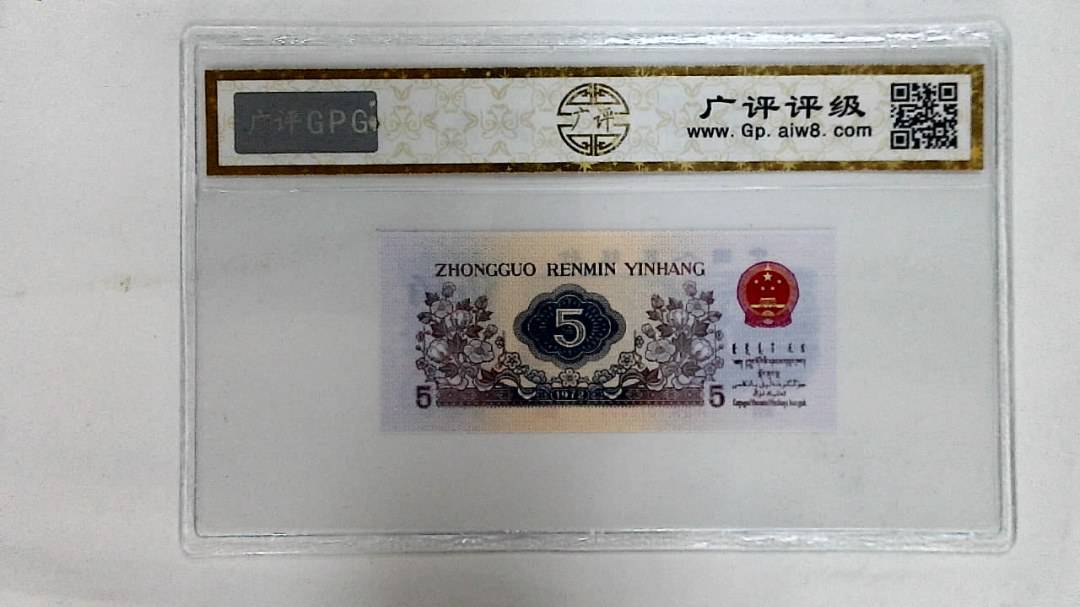 广评GPG
广评
广评评级
www.Gp.aiw8.com
ZHONGGUO RENMIN YINHANG
5
5
1972
5